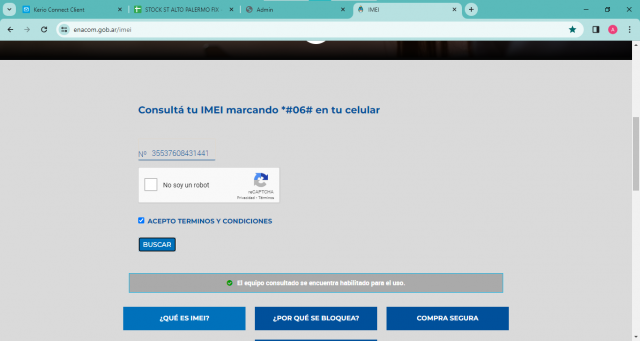 Kerio Connect Client
STOCK ST ALTO PALERMO FIX
Admin
IMEI
enacom.gob.ar/imei
A
Consultá tu IMEI marcando *#06# en tu celular
Nº 35537608431441
No soy un robot
reCAPTCHA
Privacidad - Términos
ACEPTO TERMINOS Y CONDICIONES
BUSCAR
El equipo consultado se encuentra habilitado para el uso.
¿QUÉ ES IMEI?
¿POR QUÉ SE BLOQUEA?
COMPRA SEGURA